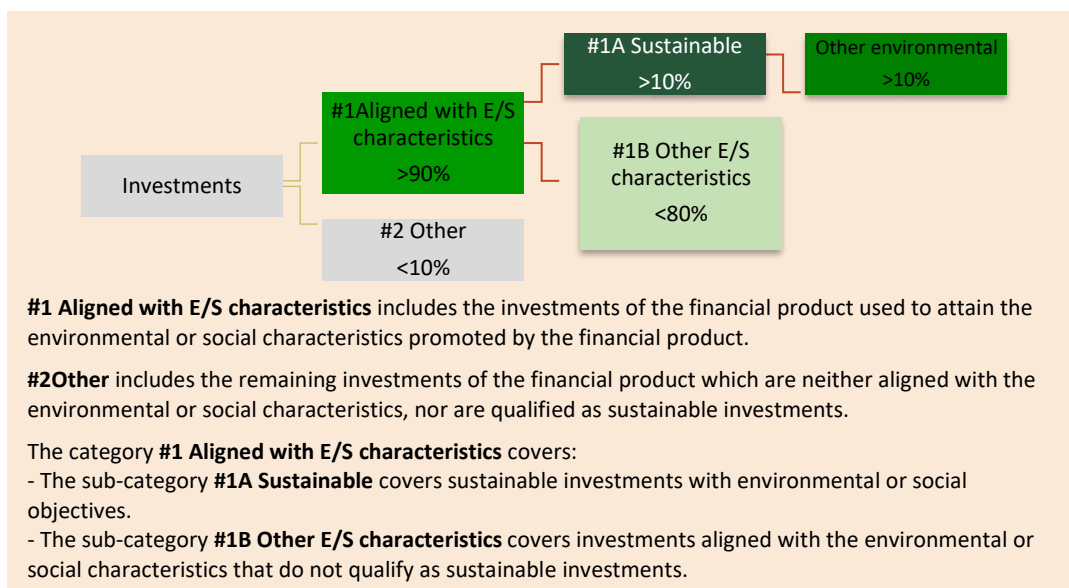 #1A Sustainable
>10%
Other environmental
>10%
#1Aligned with E/S
characteristics
>90%
#1B Other E/S
characteristics
<80%
Investments
#2 Other
<10%
#1 Aligned with E/S characteristics includes the investments of the financial product used to attain the
environmental or social characteristics promoted by the financial product.
#2Other includes the remaining investments of the financial product which are neither aligned with the
environmental or social characteristics, nor are qualified as sustainable investments.
The category #1 Aligned with E/S characteristics covers:
- The sub-category #1A Sustainable covers sustainable investments with environmental or social
objectives.
- The sub-category #1B Other E/S characteristics covers investments aligned with the environmental or
social characteristics that do not qualify as sustainable investments.